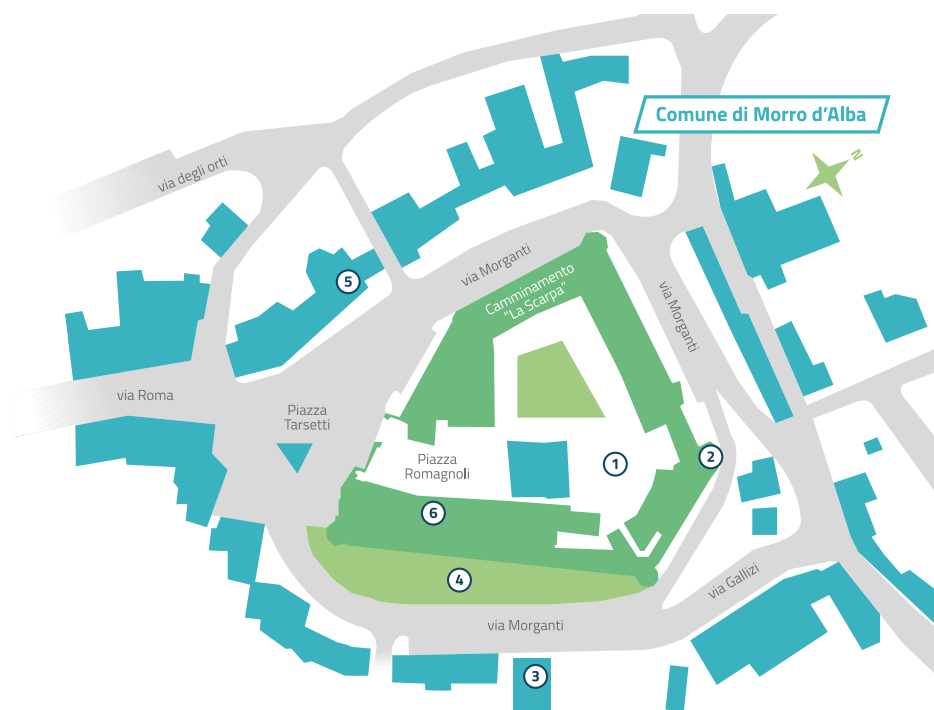 Comune di Morro d'Alba
N
via degli orti
via Morganti
Camminamento
"La Scarpa"
5
via Morganti
via Roma
Piazza
Tarsetti
Piazza
Romagnoli
1
2
6
4
via Gallizi
via Morganti
3